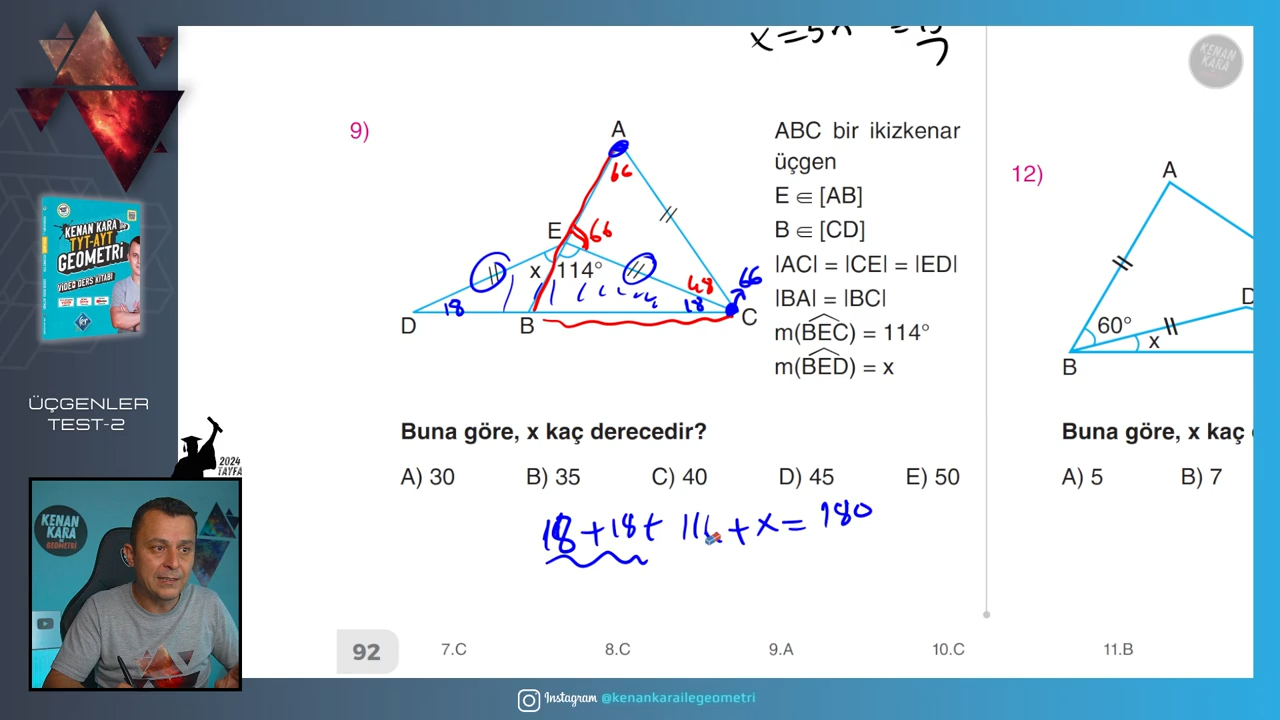 KENAN KARA
TYT-AYT
GEOMETRİ
VİDEO DERS KİTABI
ÜÇGENLER
TEST-2
2024
TAYFA
KENAN
KARA
GEOMETRİ
KENAN
KARA
9)
A
66
E
66
x
114°
18
48
18
66
D
B
C
ABC bir ikizkenar
üçgen
E ∈ [AB]
B ∈ [CD]
|AC| = |CE| = |ED|
|BA| = |BC|
m(BEC) = 114°
m(BED) = x
Buna göre, x kaç derecedir?
A) 30 B) 35 C) 40 D) 45 E) 50
18 + 18 + 114 + x = 180
12)
A
D
60°
x
B
Buna göre, x kaç
A) 5 B) 7
92 7.C 8.C 9.A 10.C 11.B
Instagram @kenankarailegeometri